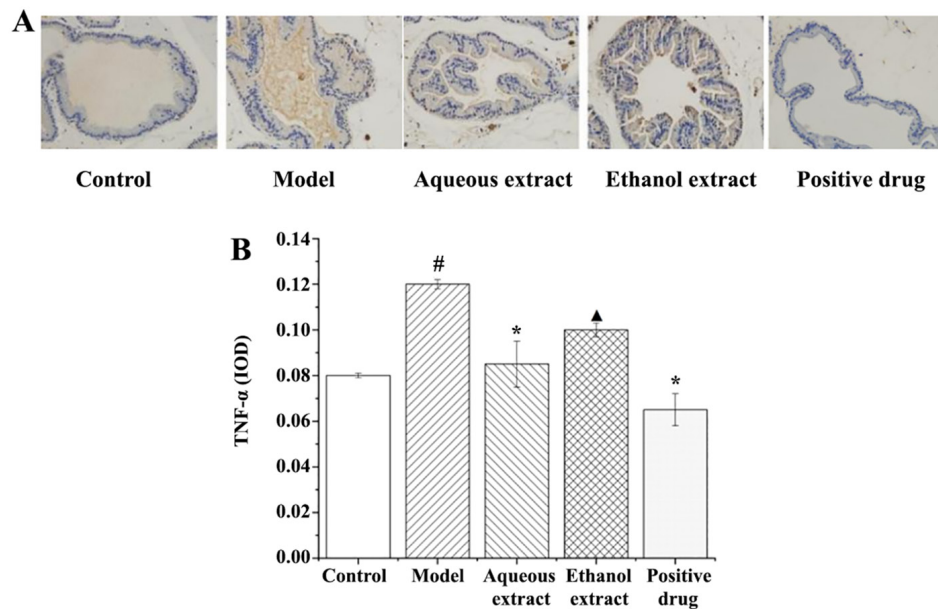 A
Control
Model
Aqueous extract
Ethanol extract
Positive drug
B
TNF-α (IOD)
0.14
0.12
0.10
0.08
0.06
0.04
0.02
0.00
#
*
▲
*
Control
Model
Aqueous
extract
Ethanol
extract
Positive
drug